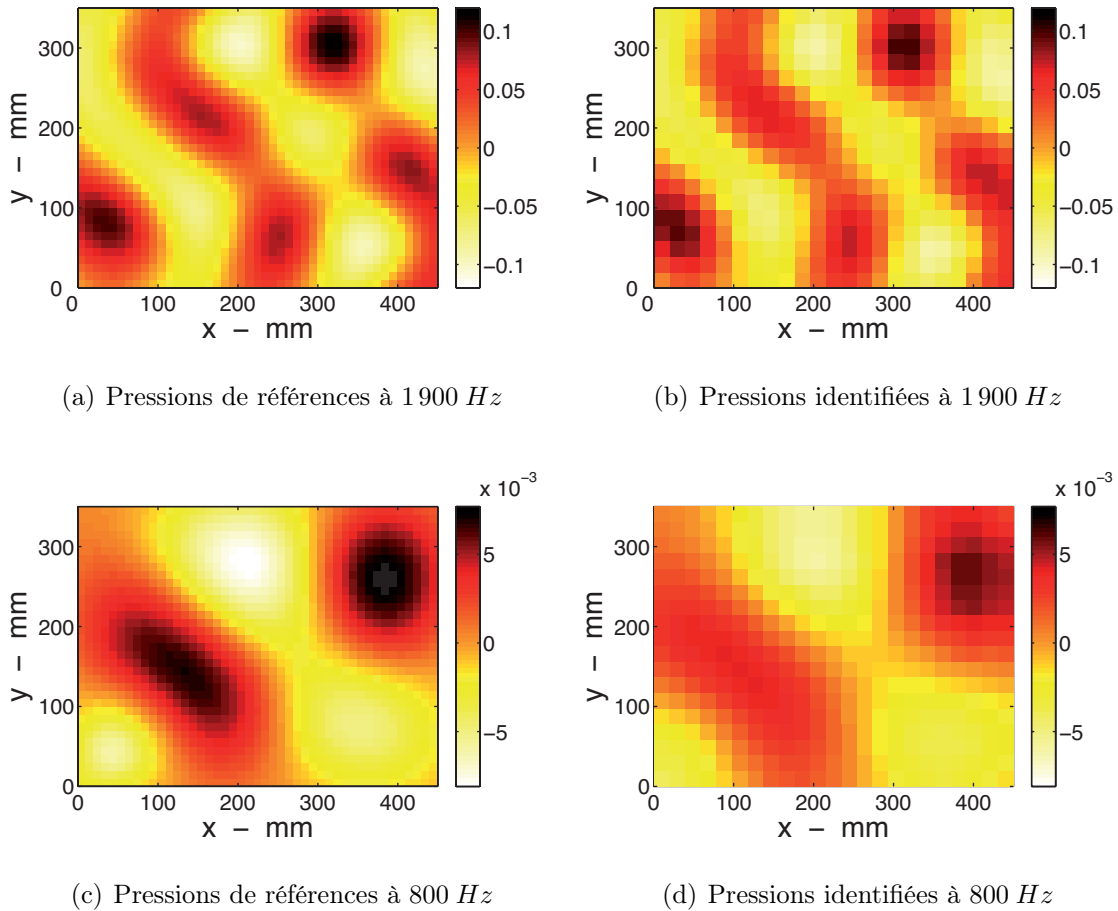 300
200
100
0
y – mm
0 100 200 300 400
x – mm
0.1
0.05
0
−0.05
−0.1
(a) Pressions de référérences à 1 900 Hz
300
200
100
0
y – mm
0 100 200 300 400
x – mm
0.1
0.05
0
−0.05
−0.1
(b) Pressions identifiées à 1 900 Hz
300
200
100
0
y – mm
0 100 200 300 400
x – mm
x 10⁻³
5
0
−5
(c) Pressions de référérences à 800 Hz
300
200
100
0
y – mm
0 100 200 300 400
x – mm
x 10⁻³
5
0
−5
(d) Pressions identifiées à 800 Hz